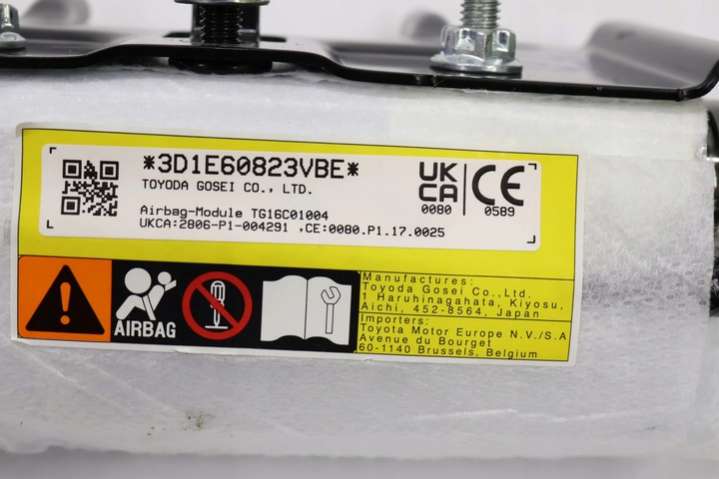 *3D1E60823VBE*
TOYODA GOSEI CO., LTD.
Airbag-Module TG16C01004
UKCA:2806-P1-004291 ,CE:0080.P1.17.0025
UK
CA
0080
CE
0589
AIRBAG
Manufactures:
Toyoda Gosei Co.,Ltd.
1 Haruhinagahata, Kiyosu,
Aichi, 452-8564, Japan
Importers:
Toyota Motor Europe N.V./S.A
Avenue du Bourget
60-1140 Brussels, Belgium